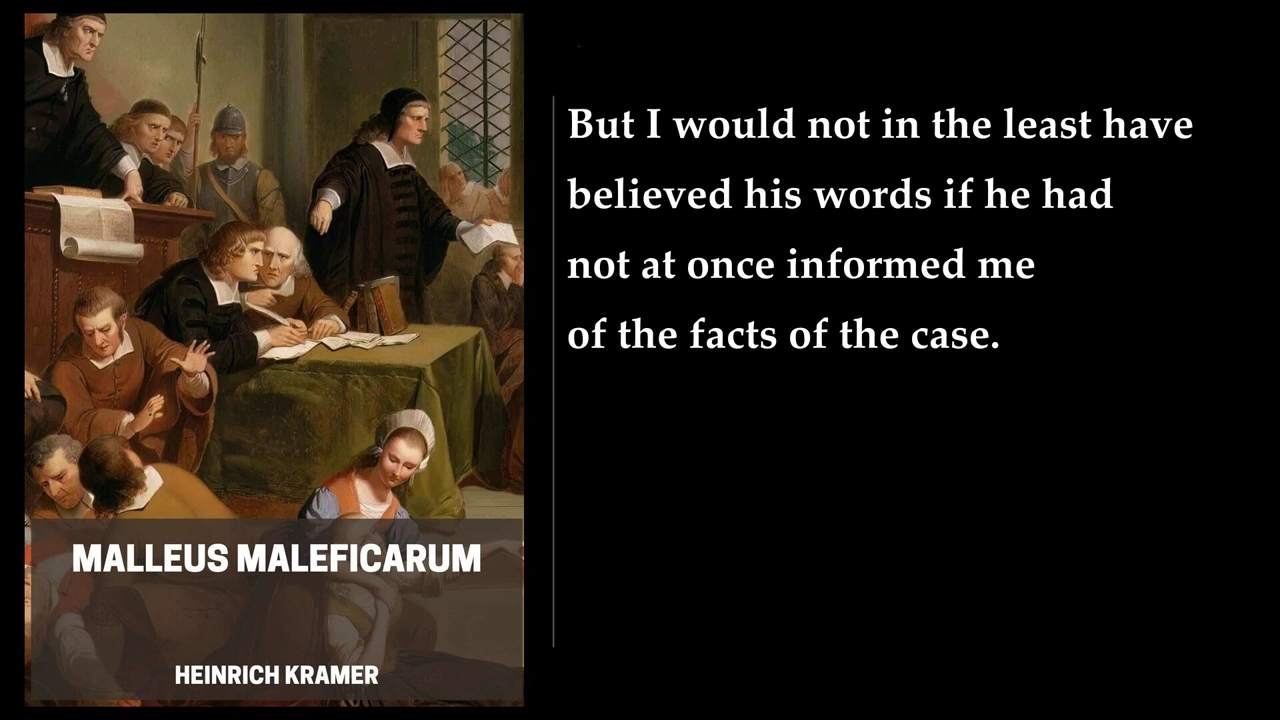 MALLEUS MALEFICARUM
HEINRICH KRAMER
But I would not in the least have
believed his words if he had
not at once informed me
of the facts of the case.